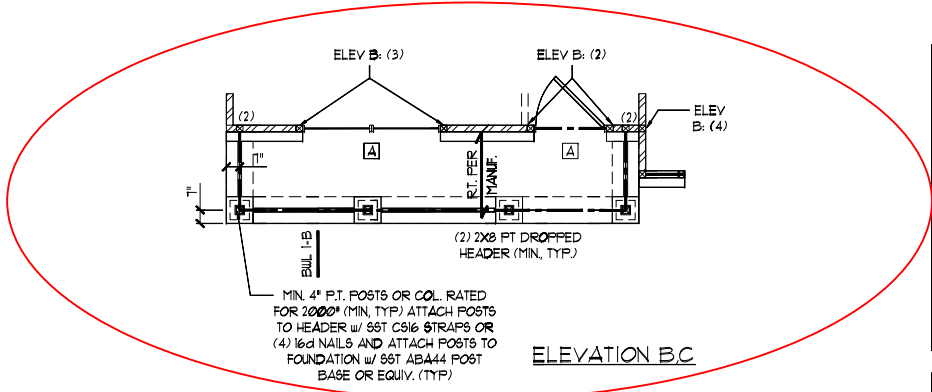 ELEV B: (3)
ELEV B: (2)
(2)
(2)
ELEV
B: (4)
A
A
7"
7"
R.T. PER
MANUF.
BWL 1-B
(2) 2X8 PT DROPPED
HEADER (MIN., TYP.)
MIN. 4" P.T. POSTS OR COL. RATED
FOR 2000# (MIN, TYP) ATTACH POSTS
TO HEADER w/ SST CS16 STRAPS OR
(4) 16d NAILS AND ATTACH POSTS TO
FOUNDATION w/ SST ABA44 POST
BASE OR EQUIV. (TYP)
ELEVATION B,C